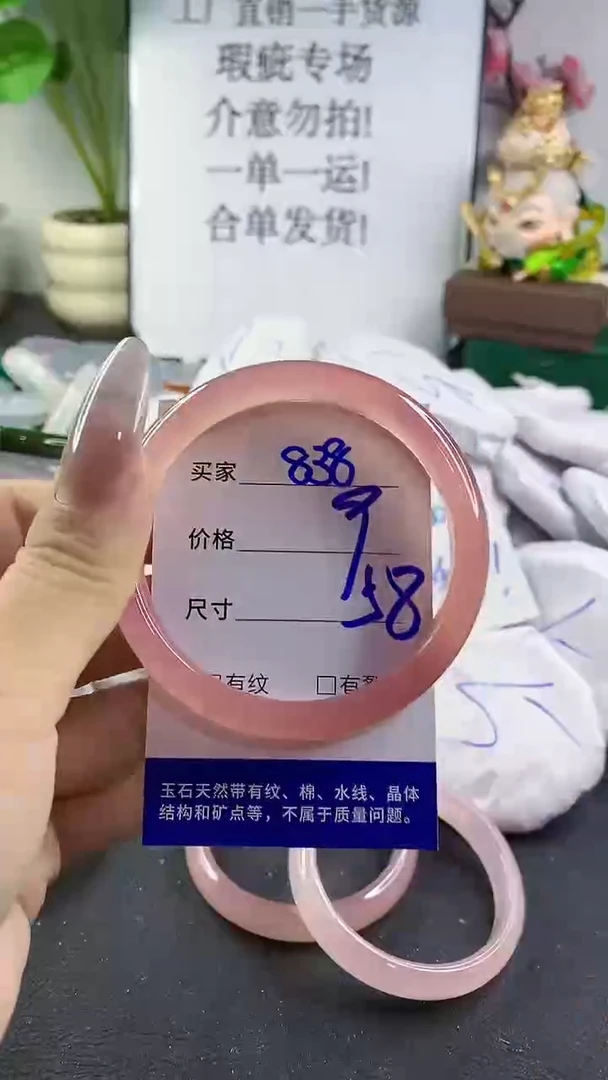 工厂直销一手货源
瑕疵专场
介意勿拍!
一单一运!
合单发货!
买家 838
价格 9
尺寸 58
有纹 □有裂
玉石天然带有纹、棉、水线、晶体
结构和矿点等，不属于质量问题。